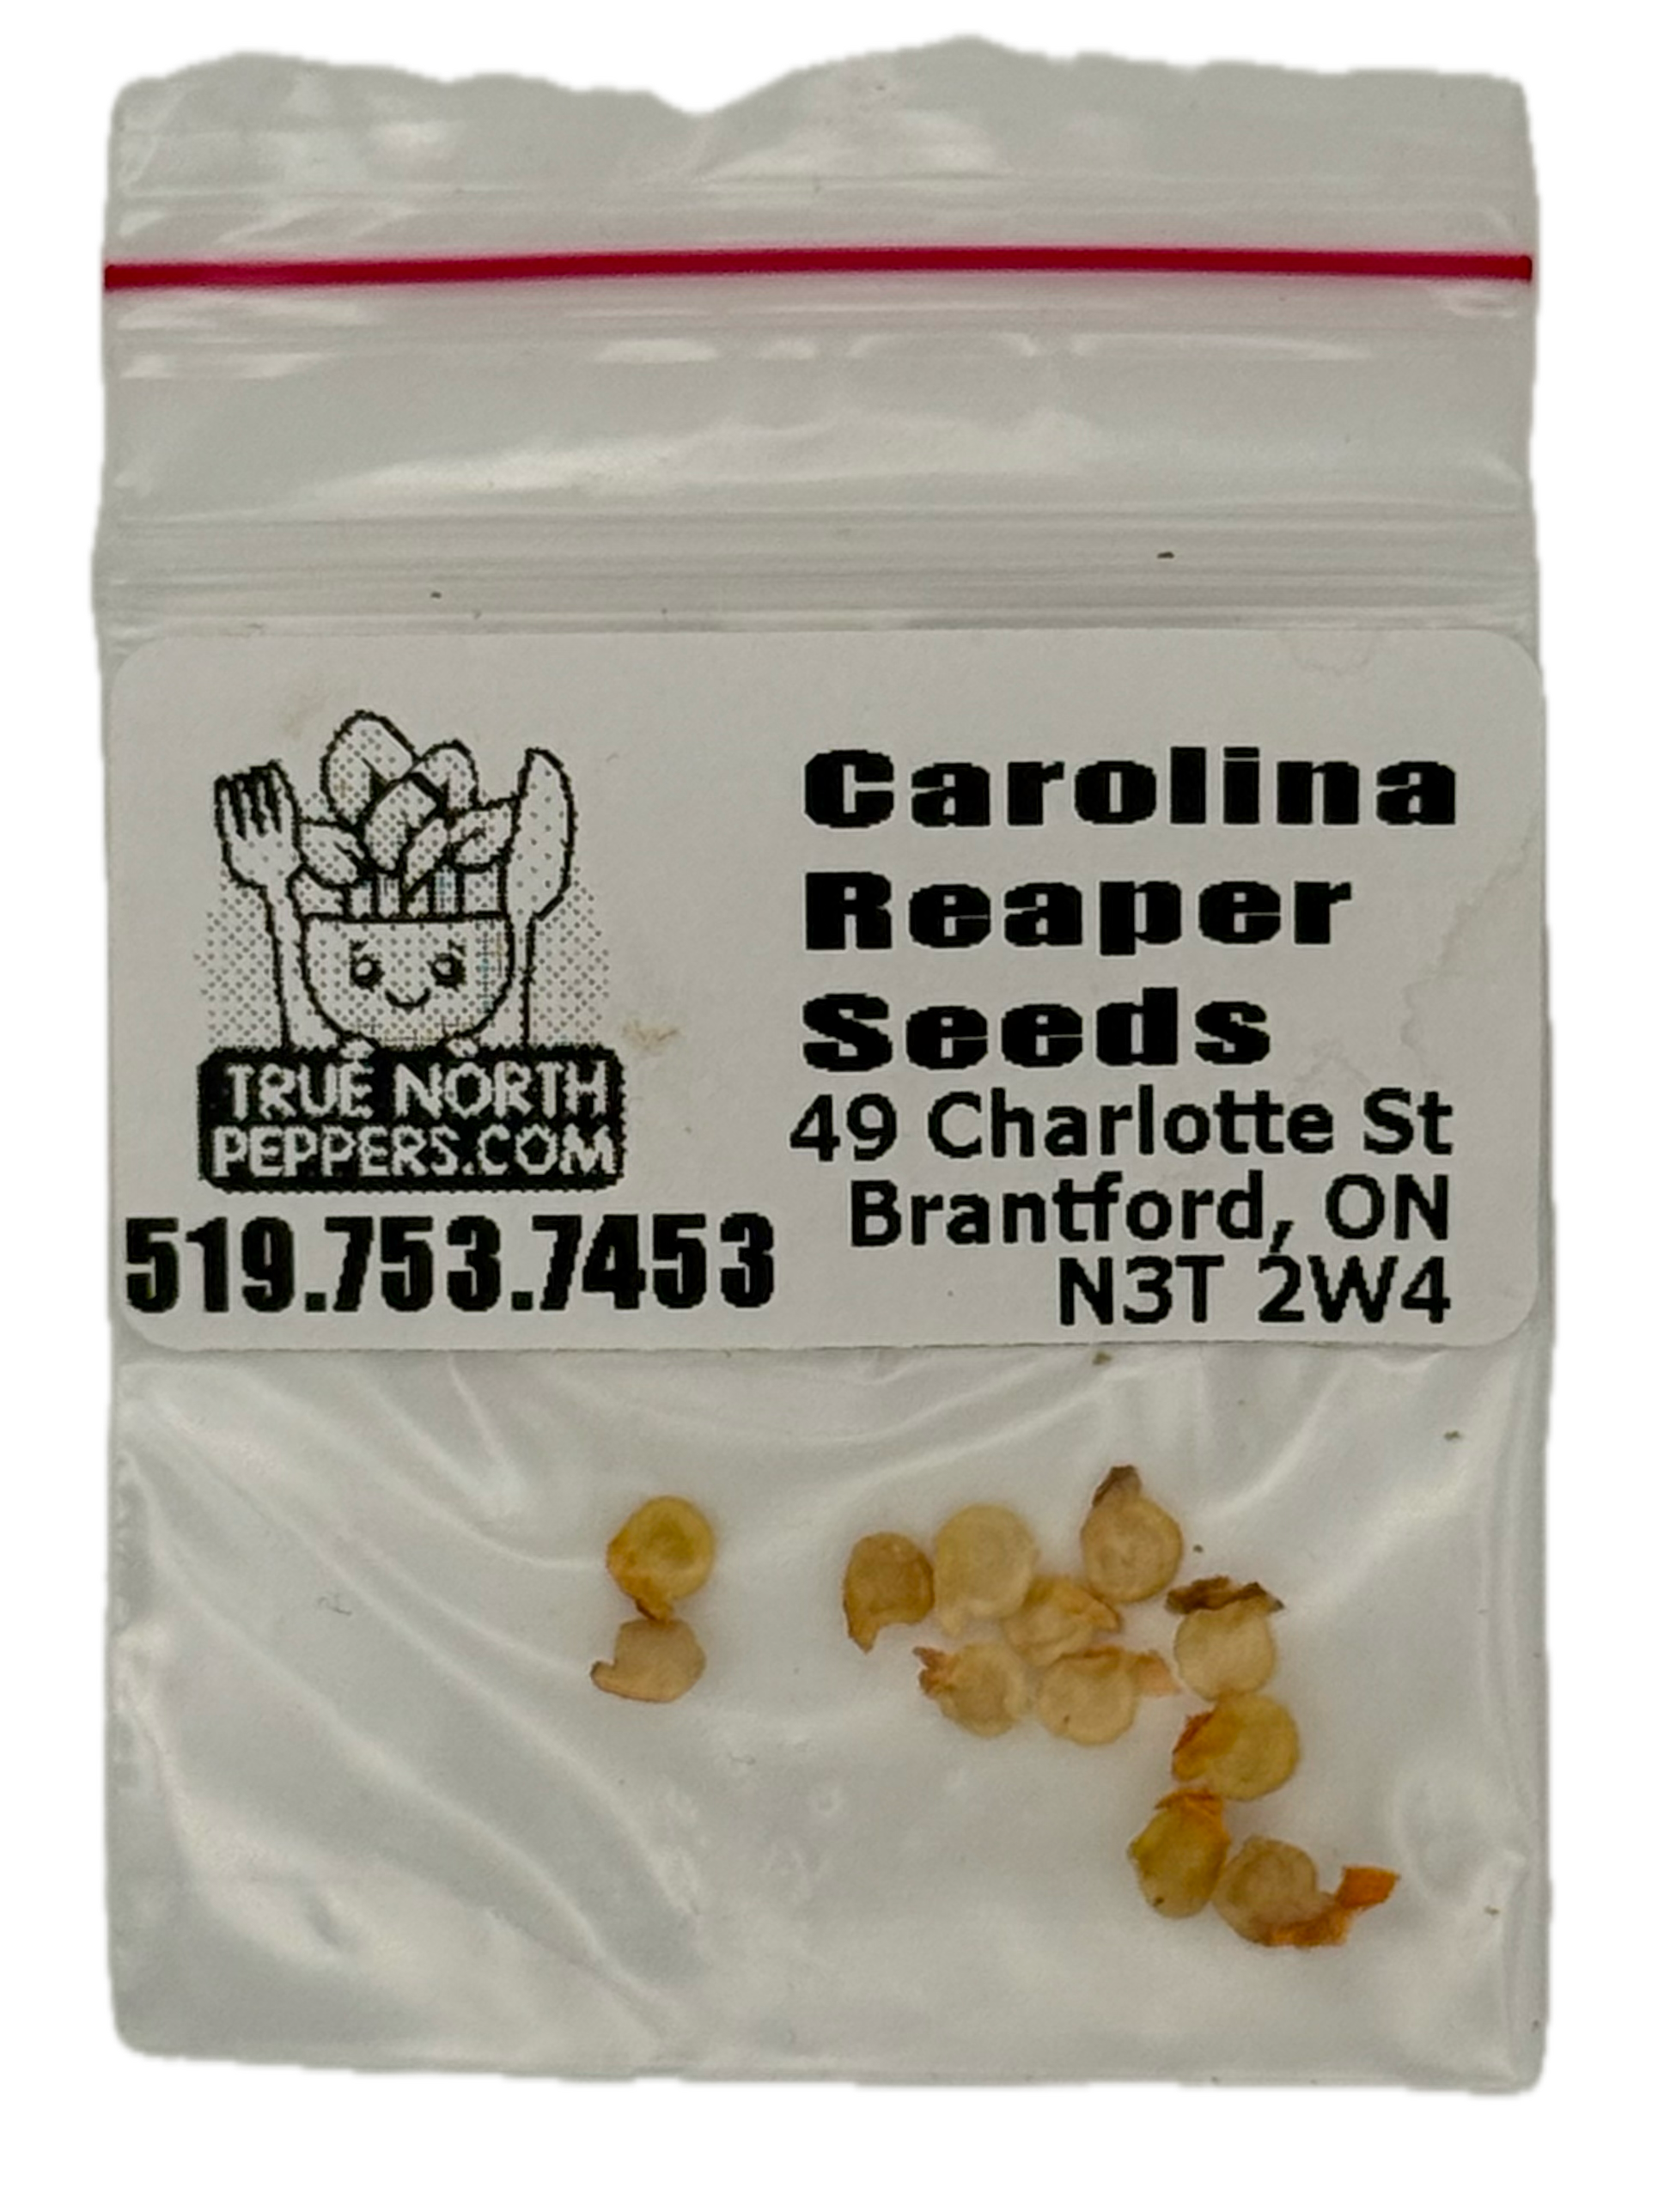 TRUE NORTH
PEPPERS.COM
519.753.7453
Carolina
Reaper
Seeds
49 Charlotte St
Brantford, ON
N3T 2W4